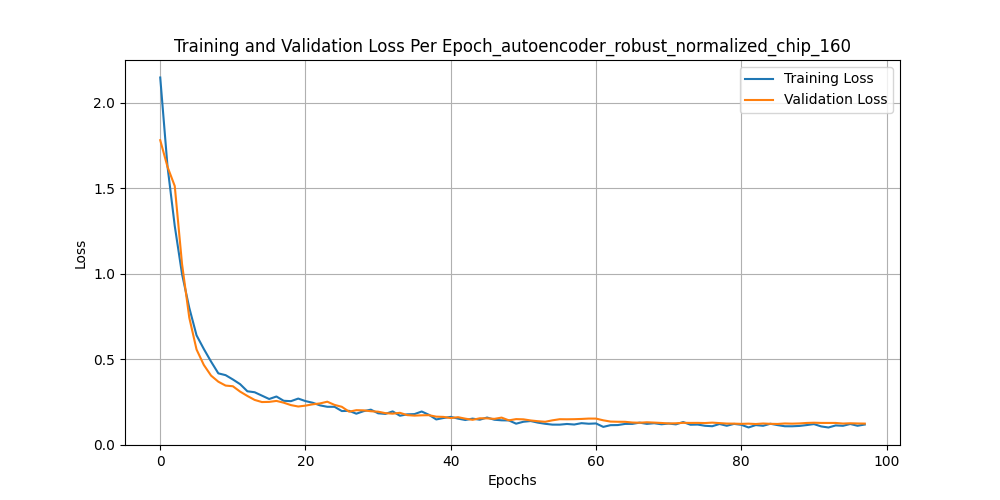 Training and Validation Loss Per Epoch_autoencoder_robust_normalized_chip_160
Training Loss
Validation Loss
2.0
1.5
1.0
0.5
0.0
Loss
0
20
40
60
80
100
Epochs